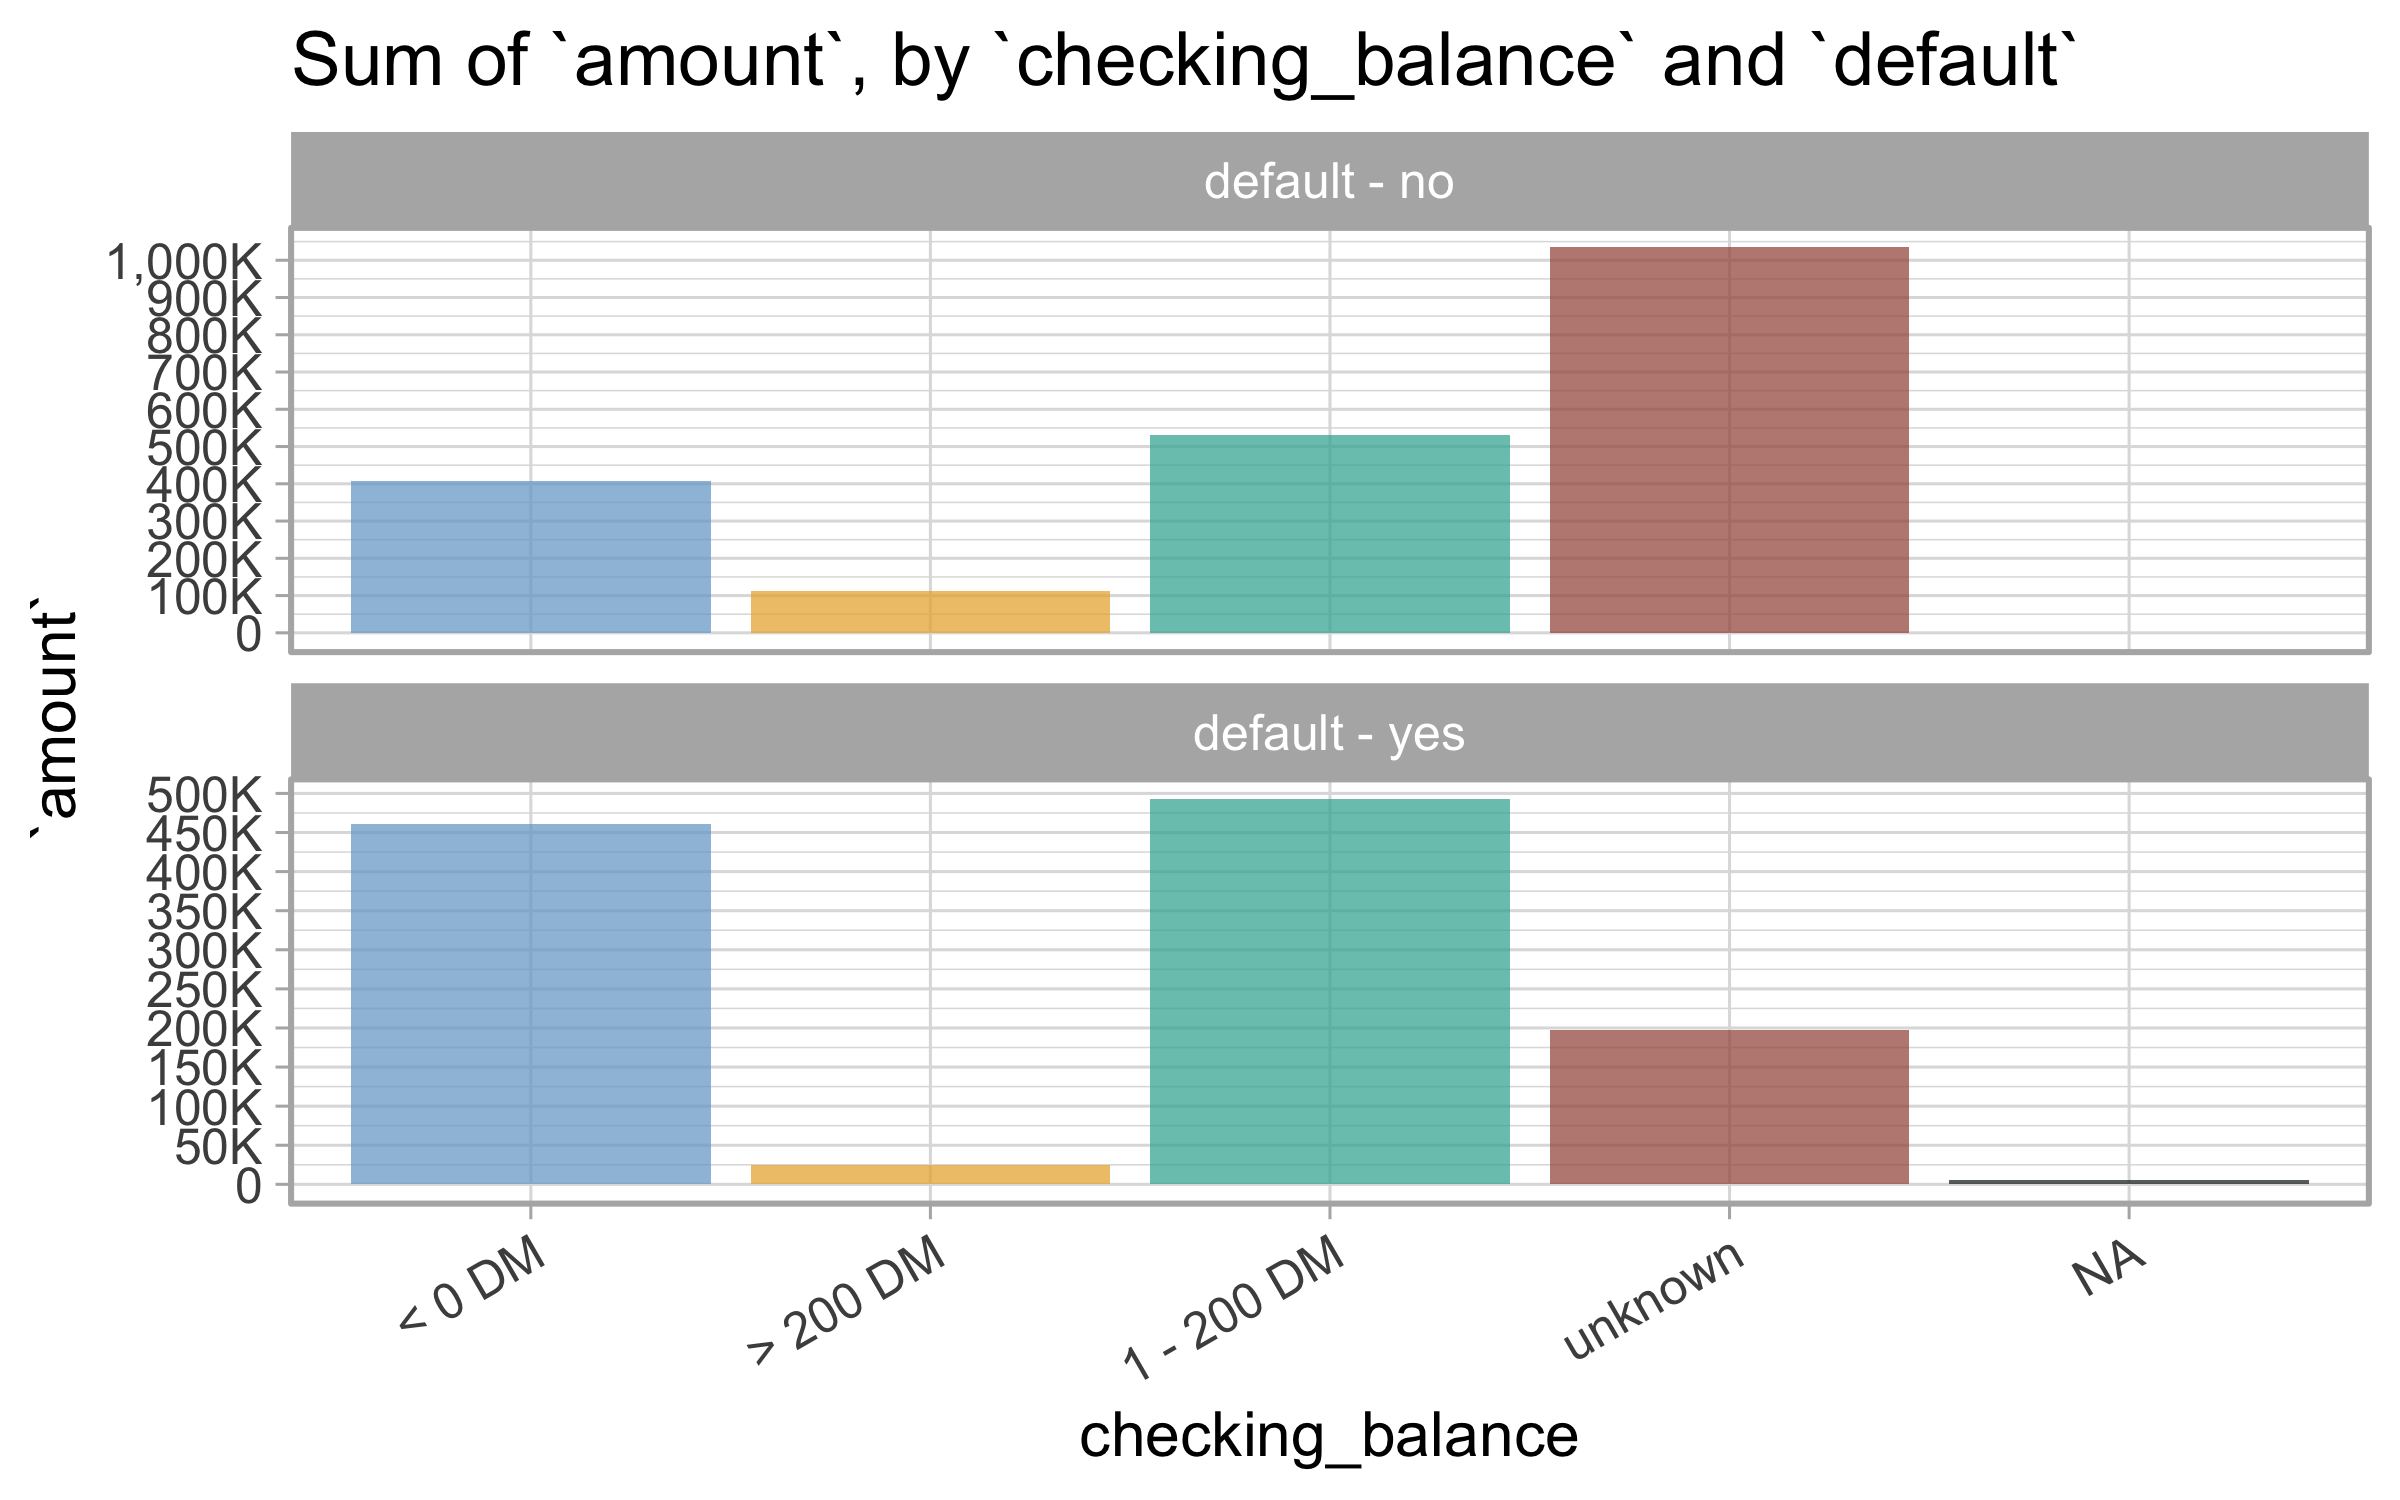 Sum of `amount`, by `checking_balance` and `default`
default - no
1,000K
900K
800K
700K
600K
500K
400K
300K
200K
100K
0
`amount`
default - yes
500K
450K
400K
350K
300K
250K
200K
150K
100K
50K
0
< 0 DM
> 200 DM
1 - 200 DM
unknown
NA
checking_balance